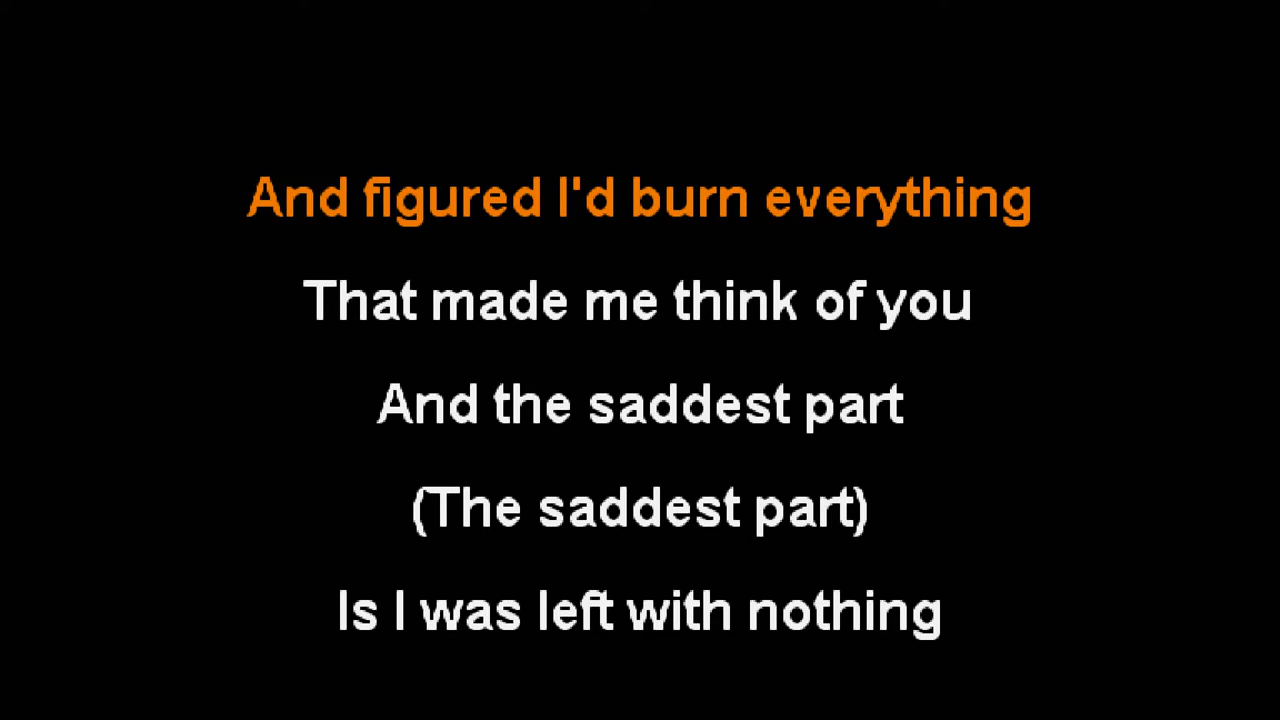 And figured I'd burn everything
That made me think of you
And the saddest part
(The saddest part)
Is I was left with nothing